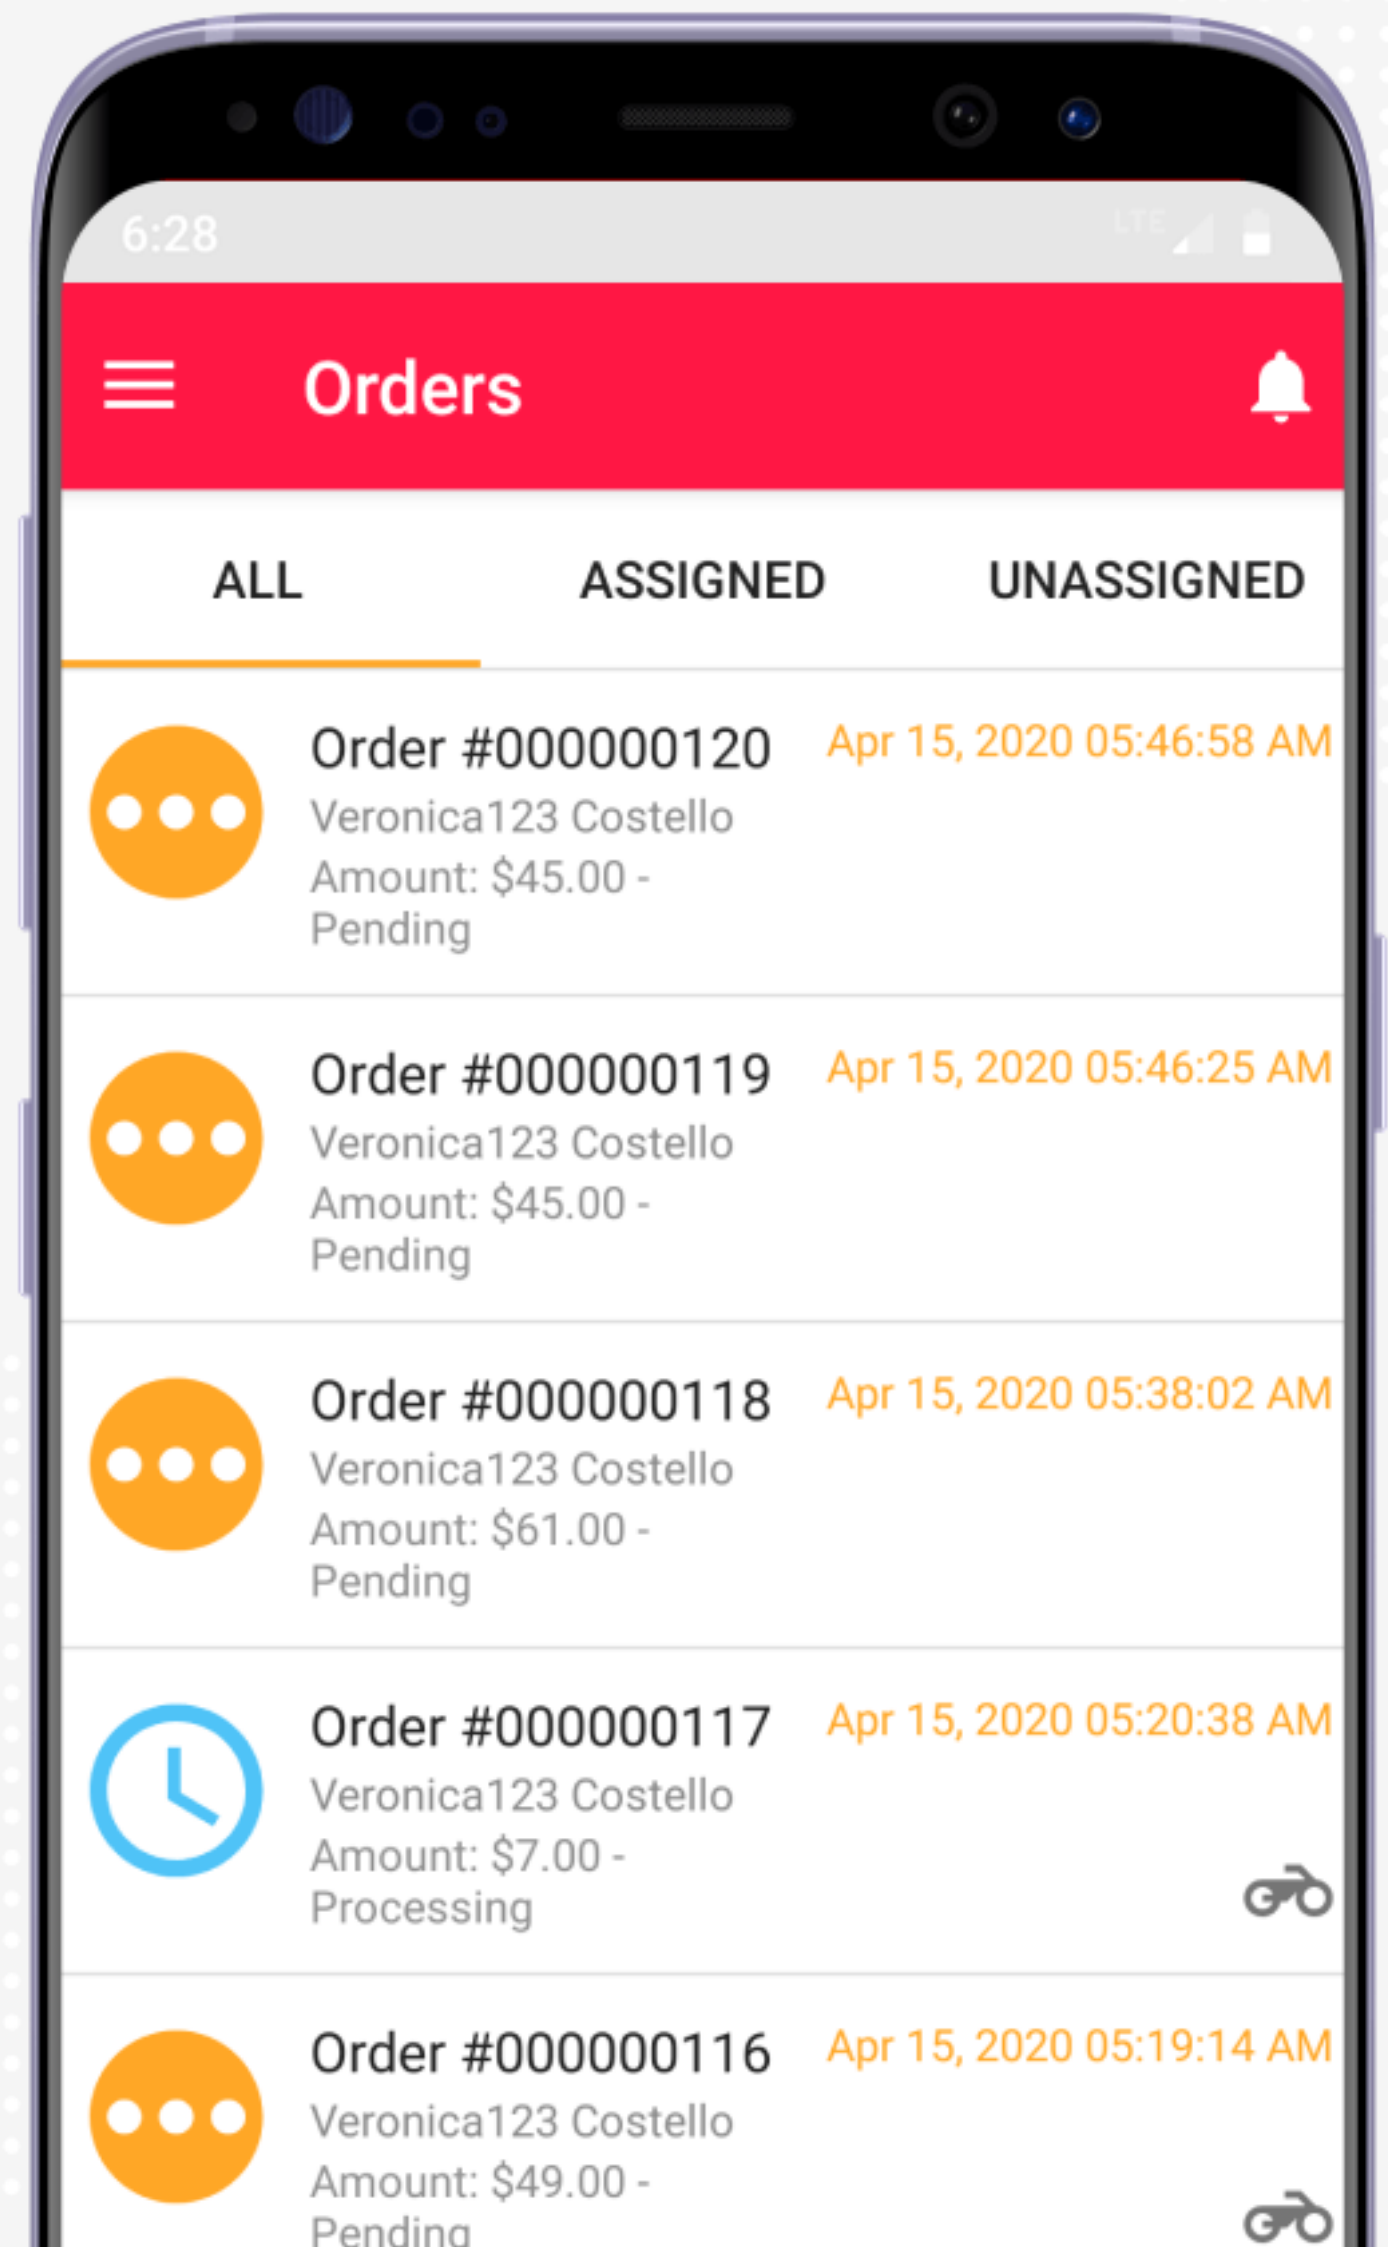 6:28 LTE
Orders
ALL ASSIGNED UNASSIGNED
Order #000000120 Apr 15, 2020 05:46:58 AM
Veronica123 Costello
Amount: $45.00 -
Pending
Order #000000119 Apr 15, 2020 05:46:25 AM
Veronica123 Costello
Amount: $45.00 -
Pending
Order #000000118 Apr 15, 2020 05:38:02 AM
Veronica123 Costello
Amount: $61.00 -
Pending
Order #000000117 Apr 15, 2020 05:20:38 AM
Veronica123 Costello
Amount: $7.00 -
Processing
Order #000000116 Apr 15, 2020 05:19:14 AM
Veronica123 Costello
Amount: $49.00 -
Pending